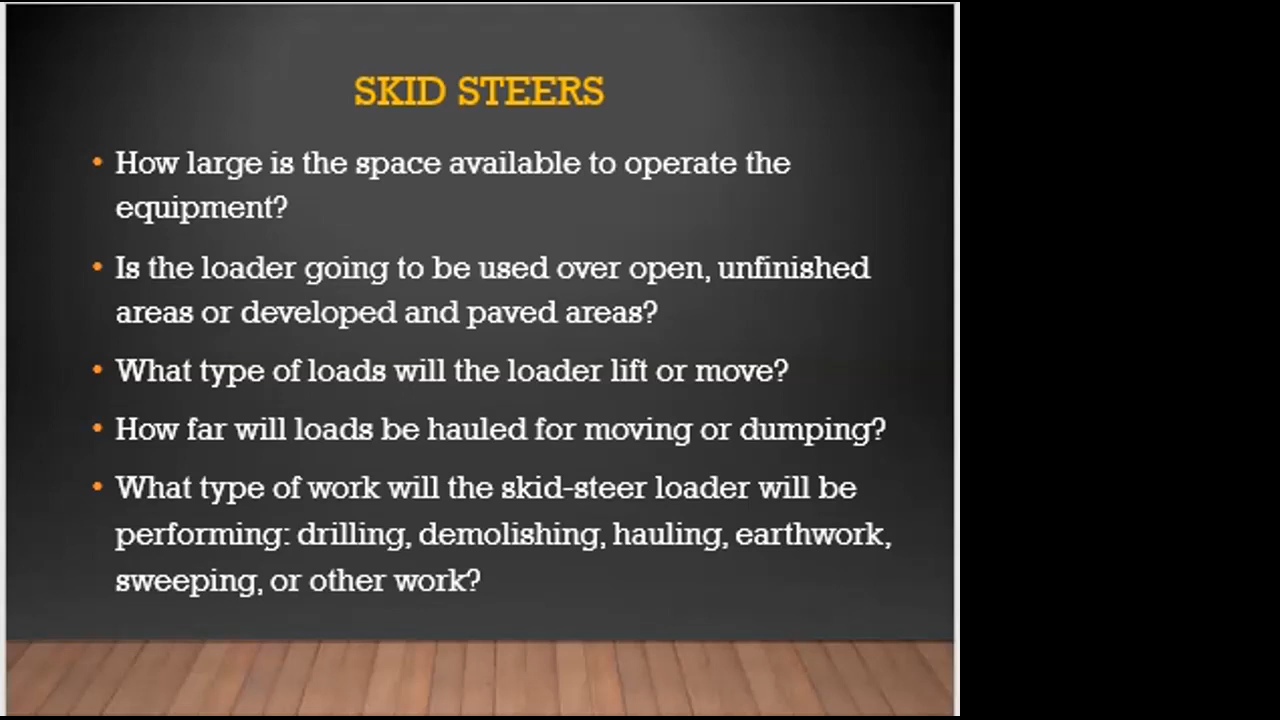 SKID STEERS
• How large is the space available to operate the
equipment?
• Is the loader going to be used over open, unfinished
areas or developed and paved areas?
• What type of loads will the loader lift or move?
• How far will loads be hauled for moving or dumping?
• What type of work will the skid-steer loader will be
performing: drilling, demolishing, hauling, earthwork,
sweeping, or other work?